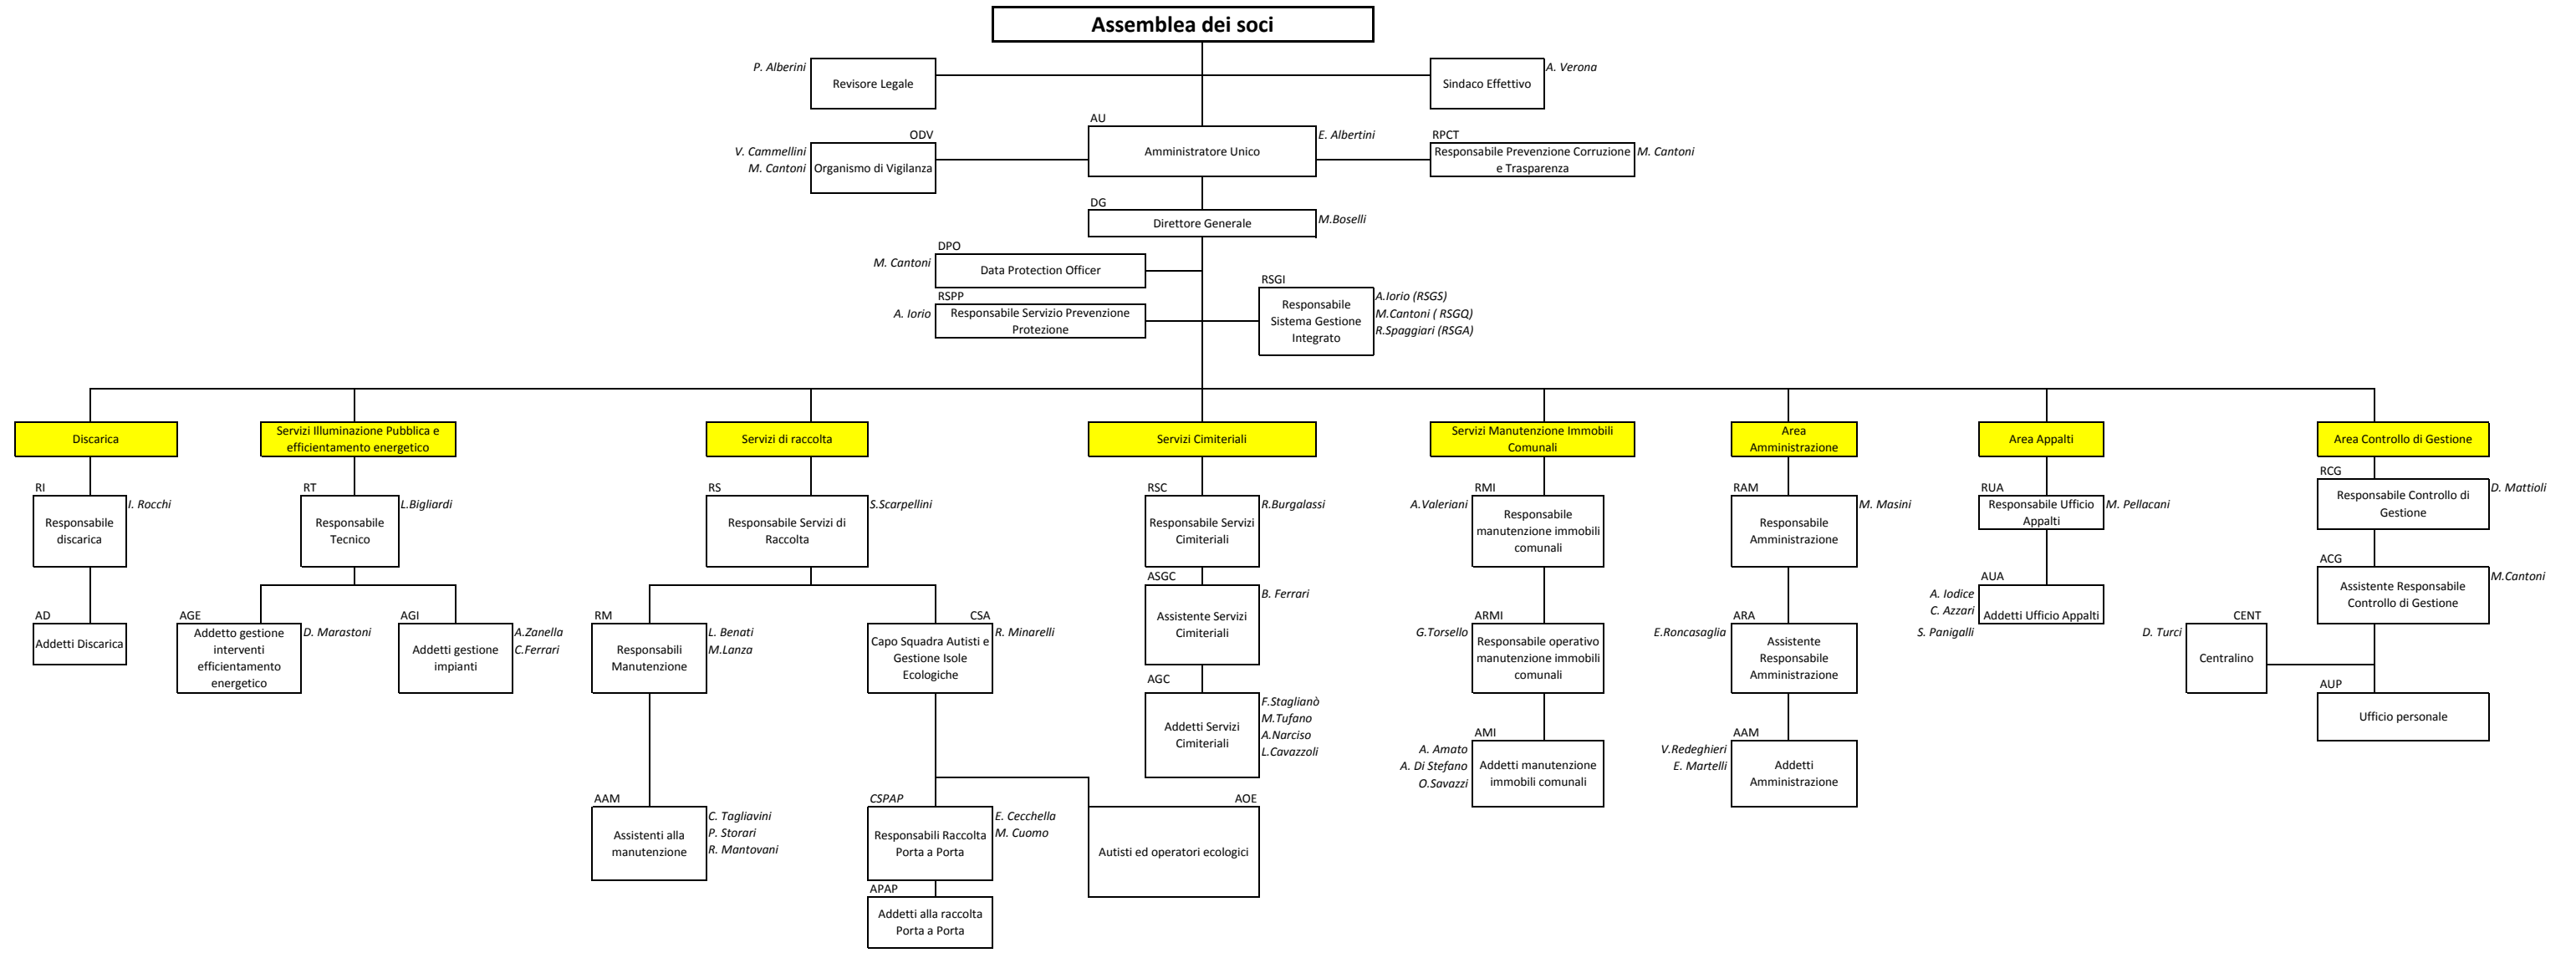 Assemblea dei soci
P. Alberini
Revisore Legale
Sindaco Effettivo
A. Verona
ODV
V. Cammellini
M. Cantoni
Organismo di Vigilanza
AU
Amministratore Unico
E. Albertini
RPCT
Responsabile Prevenzione Corruzione
e Trasparenza
M. Cantoni
DG
Direttore Generale
M.Boselli
DPO
M. Cantoni
Data Protection Officer
RSPP
A. Iorio
Responsabile Servizio Prevenzione
Protezione
RSGI
Responsabile
Sistema Gestione
Integrato
A.Iorio (RSGS)
M.Cantoni ( RSGQ)
R.Spaggiari (RSGA)
Discarica
RI
Responsabile
discarica
I. Rocchi
AD
Addetti Discarica
Servizi Illuminazione Pubblica e
efficientamento energetico
RT
Responsabile
Tecnico
L.Bigliardi
AGE
Addetto gestione
interventi
efficientamento
energetico
D. Marastoni
AGI
Addetti gestione
impianti
A.Zanella
C.Ferrari
Servizi di raccolta
RS
Responsabile Servizi di
Raccolta
S.Scarpellini
RM
Responsabili
Manutenzione
L. Benati
M.Lanza
AAM
Assistenti alla
manutenzione
C. Tagliavini
P. Storari
R. Mantovani
CSA
Capo Squadra Autisti e
Gestione Isole
Ecologiche
R. Minarelli
CSPAP
Responsabili Raccolta
Porta a Porta
E. Cecchella
M. Cuomo
APAP
Addetti alla raccolta
Porta a Porta
AOE
Autisti ed operatori ecologici
Servizi Cimiteriali
RSC
Responsabile Servizi
Cimiteriali
R.Burgalassi
ASGC
Assistente Servizi
Cimiteriali
B. Ferrari
AGC
Addetti Servizi
Cimiteriali
F.Staglianò
M.Tufano
A.Narciso
L.Cavazzoli
Servizi Manutenzione Immobili
Comunali
RMI
A.Valeriani
Responsabile
manutenzione immobili
comunali
ARMI
G.Torsello
Responsabile operativo
manutenzione immobili
comunali
AMI
A. Amato
A. Di Stefano
O.Savazzi
Addetti manutenzione
immobili comunali
Area
Amministrazione
RAM
Responsabile
Amministrazione
M. Masini
ARA
E.Roncasaglia
Assistente
Responsabile
Amministrazione
AAM
V.Redeghieri
E. Martelli
Addetti
Amministrazione
Area Appalti
RUA
Responsabile Ufficio
Appalti
M. Pellacani
AUA
A. Iodice
C. Azzari
S. Panigalli
Addetti Ufficio Appalti
Area Controllo di Gestione
RCG
Responsabile Controllo di
Gestione
D. Mattioli
ACG
Assistente Responsabile
Controllo di Gestione
M.Cantoni
CENT
D. Turci
Centralino
AUP
Ufficio personale